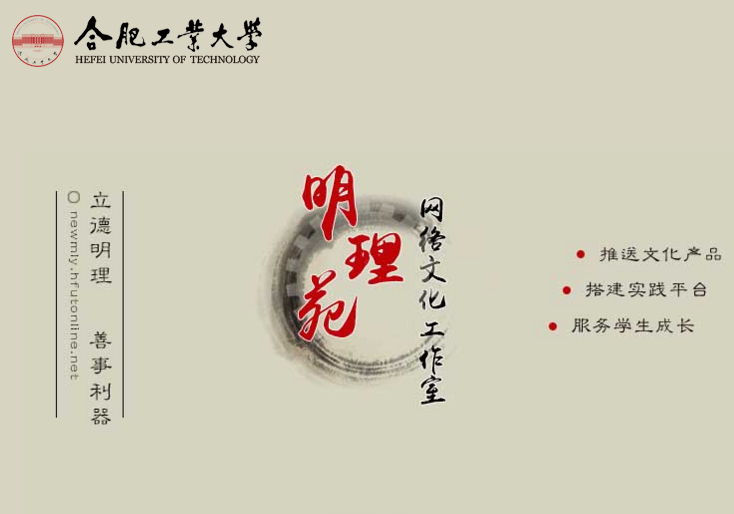 合肥工業大學
HEFEI UNIVERSITY OF TECHNOLOGY
立德明理 善事利器
newmly.hfutonline.net
明理苑
网络文化工作室
推送文化产品
搭建实践平台
服务学生成长